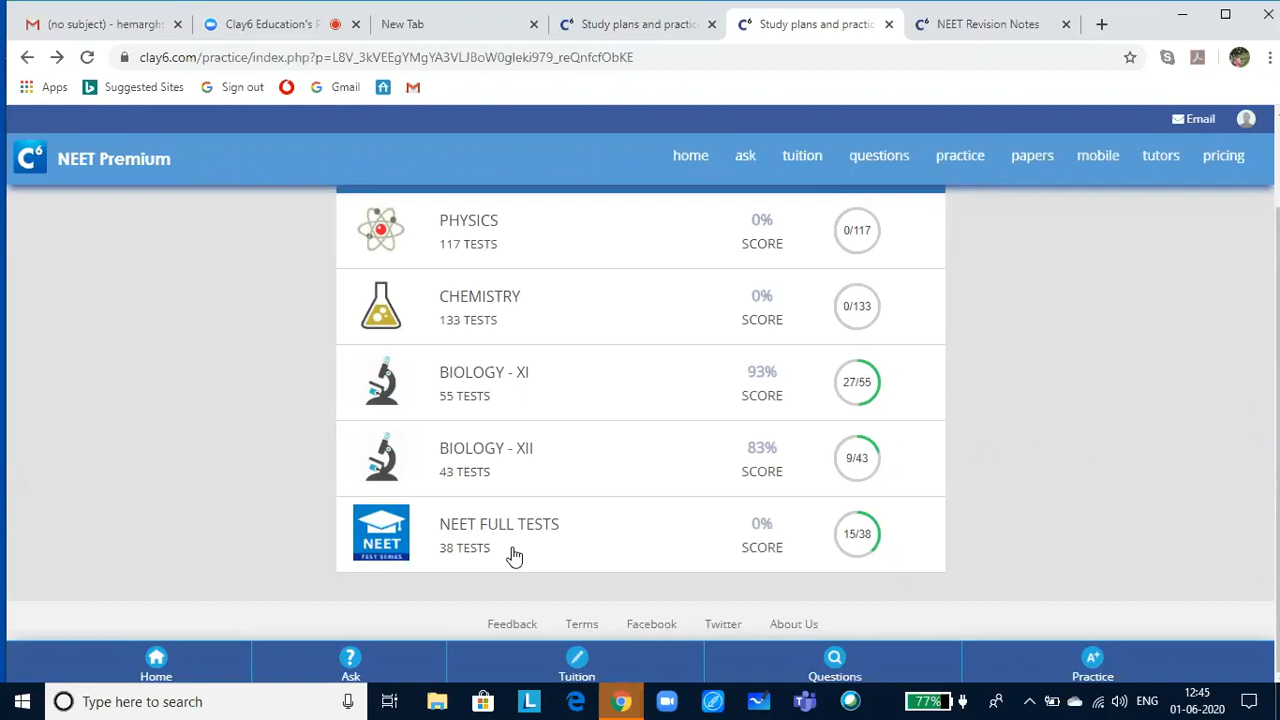 (no subject) - hemarghs
Clay6 Education's P
New Tab
Study plans and practic
Study plans and practic
NEET Revision Notes
clay6.com/practice/index.php?p=L8V_3kVEEgYMgYA3VLJBoW0gleki979_reQnfcfObKE
Apps
Suggested Sites
Sign out
Gmail
Email
C6 NEET Premium
home ask tuition questions practice papers mobile tutors pricing
PHYSICS 0% 0/117
117 TESTS SCORE
CHEMISTRY 0% 0/133
133 TESTS SCORE
BIOLOGY - XI 93% 27/55
55 TESTS SCORE
BIOLOGY - XII 83% 9/43
43 TESTS SCORE
NEET
TEST SERIES
NEET FULL TESTS 0% 15/38
38 TESTS SCORE
Feedback Terms Facebook Twitter About Us
Home Ask Tuition Questions Practice
Type here to search
77%
ENG
12:45
01-06-2020